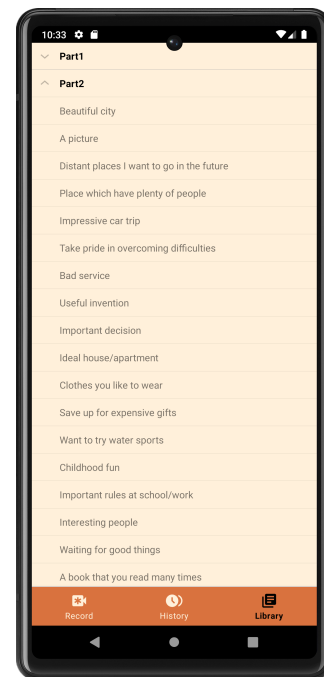 10:33
Part1
Part2
Beautiful city
A picture
Distant places I want to go in the future
Place which have plenty of people
Impressive car trip
Take pride in overcoming difficulties
Bad service
Useful invention
Important decision
Ideal house/apartment
Clothes you like to wear
Save up for expensive gifts
Want to try water sports
Childhood fun
Important rules at school/work
Interesting people
Waiting for good things
A book that you read many times
Record History Library